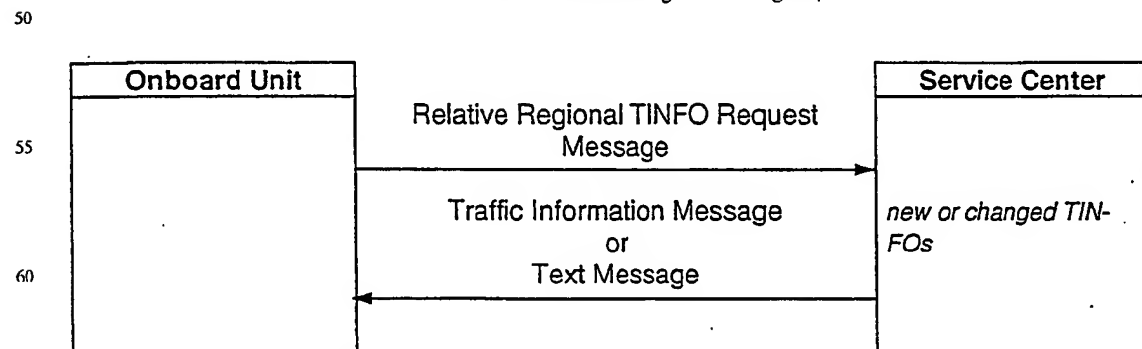 50
Onboard Unit
Service Center
Relative Regional TINFO Request
55
Message
Traffic Information Message
new or changed TIN-
or
FOs
60
Text Message